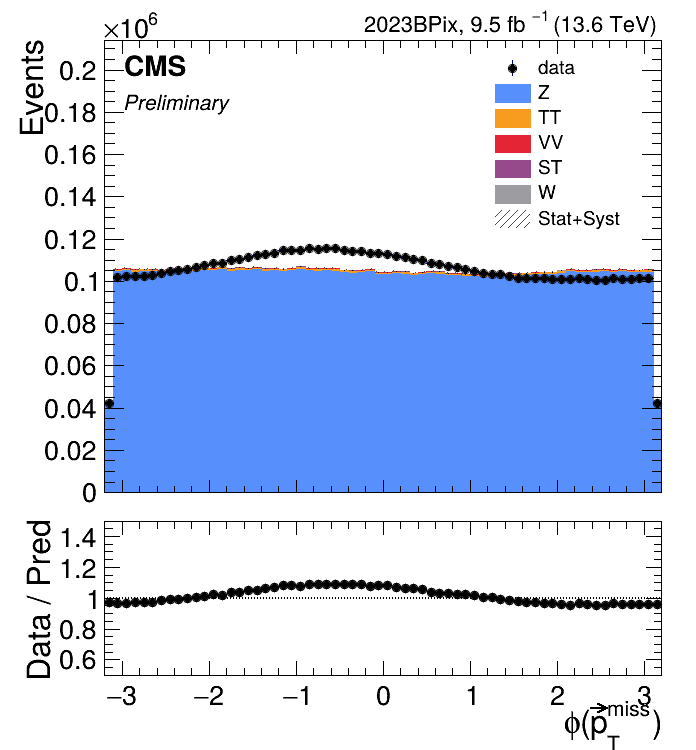 ×10⁶
2023BPix, 9.5 fb ⁻¹ (13.6 TeV)
Events
CMS
Preliminary
data
Z
TT
VV
ST
W
Stat+Syst
0.2
0.18
0.16
0.14
0.12
0.1
0.08
0.06
0.04
0.02
0
Data / Pred
1.4
1.2
1
0.8
0.6
−3
−2
−1
0
1
2
3
ϕ(p⃗_T^miss)